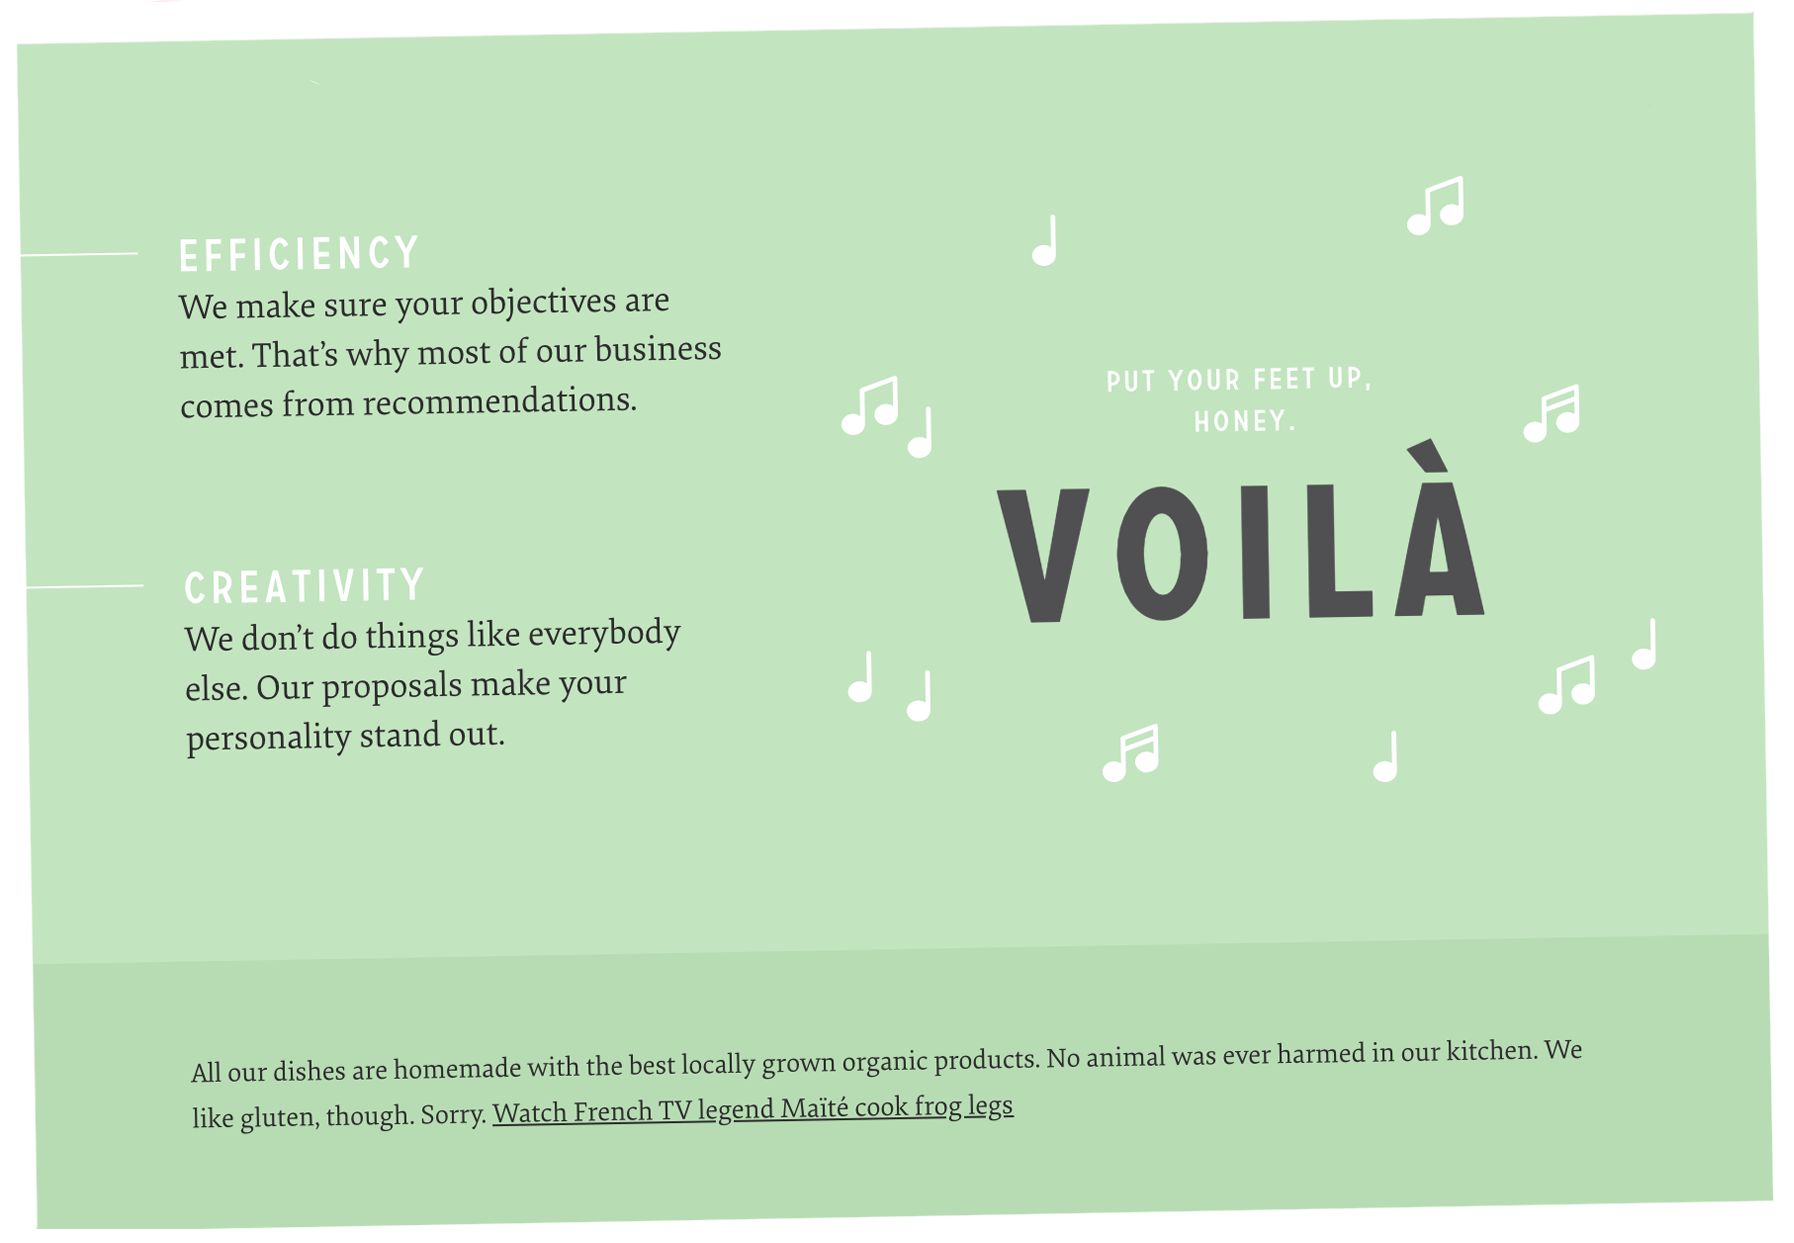 EFFICIENCY
We make sure your objectives are
met. That’s why most of our business
comes from recommendations.
CREATIVITY
We don’t do things like everybody
else. Our proposals make your
personality stand out.
PUT YOUR FEET UP,
HONEY.
VOILÀ
All our dishes are homemade with the best locally grown organic products. No animal was ever harmed in our kitchen. We
like gluten, though. Sorry. Watch French TV legend Maïté cook frog legs